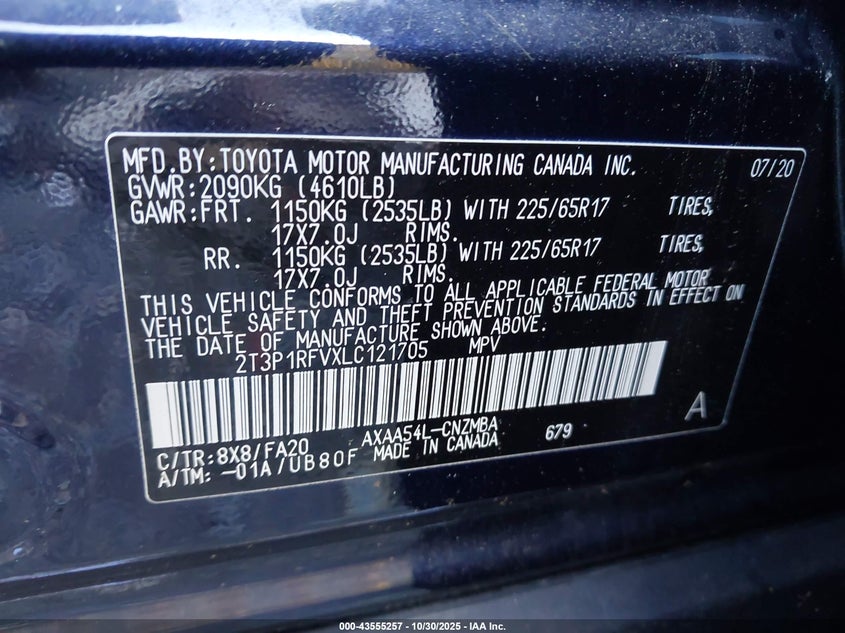 MFD.BY:TOYOTA MOTOR MANUFACTURING CANADA INC. 07/20
GVWR:2090KG (4610LB)
GAWR:FRT. 1150KG (2535LB) WITH 225/65R17 TIRES,
17X7.0J RIMS.
RR. 1150KG (2535LB) WITH 225/65R17 TIRES,
17X7.0J RIMS.
THIS VEHICLE CONFORMS TO ALL APPLICABLE FEDERAL MOTOR
VEHICLE SAFETY AND THEFT PREVENTION STANDARDS IN EFFECT ON
THE DATE OF MANUFACTURE SHOWN ABOVE.
2T3P1RFVXLC121705 MPV
A
C/TR:8X8/FA20 AXAA54L-CNZMBA 679
A/TM:-01A/UB80F MADE IN CANADA
000-43555257 - 10/30/2025 - IAA Inc.